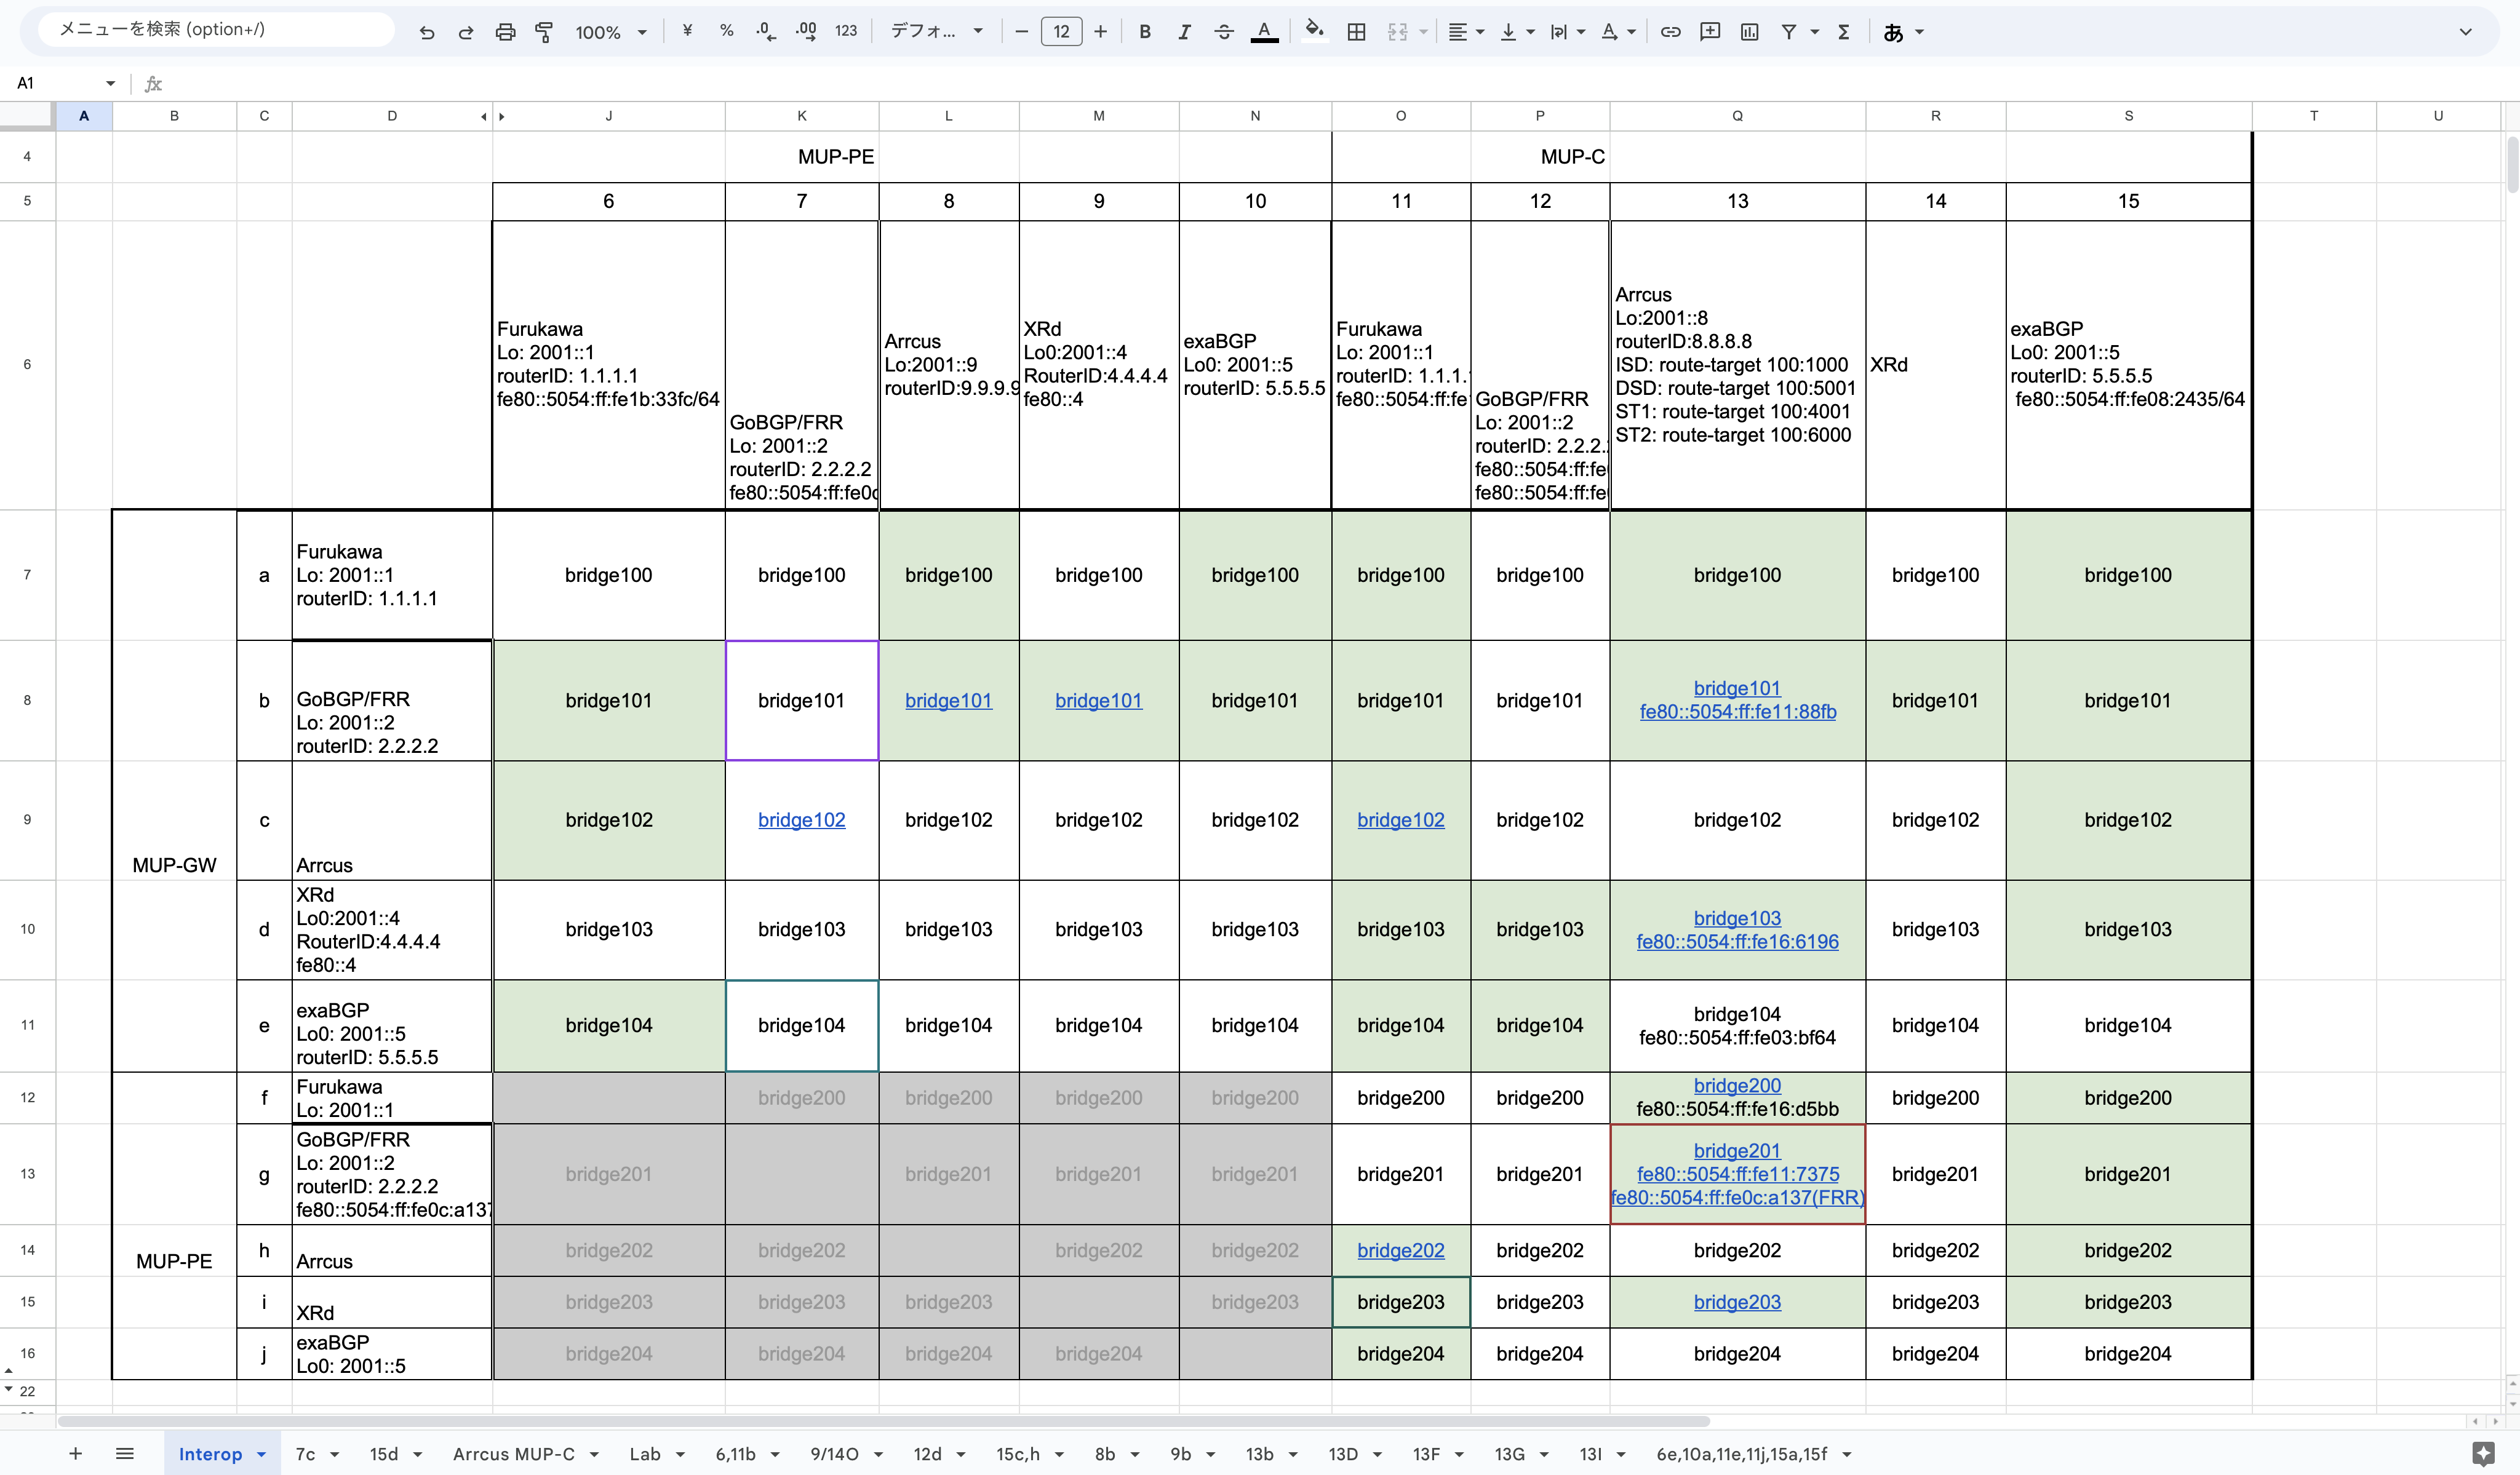 メニューを検索 (option+/)
100%
¥
%
.0
.00
123
デフォ...
12
B
I
A
あ
A1
fx
A B C D J K L M N O P Q R S T U
4
MUP-PE
MUP-C
5
6 7 8 9 10 11 12 13 14 15
6
Furukawa
Lo: 2001::1
routerID: 1.1.1.1
fe80::5054:ff:fe1b:33fc/64
GoBGP/FRR
Lo: 2001::2
routerID: 2.2.2.2
fe80::5054:ff:fe0c
Arrcus
Lo:2001::9
routerID:9.9.9.9
XRd
Lo0:2001::4
RouterID:4.4.4.4
fe80::4
exaBGP
Lo0: 2001::5
routerID: 5.5.5.5
Furukawa
Lo: 2001::1
routerID: 1.1.1.
fe80::5054:ff:fe
GoBGP/FRR
Lo: 2001::2
routerID: 2.2.2.
fe80::5054:ff:fe
fe80::5054:ff:fe
Arrcus
Lo:2001::8
routerID:8.8.8.8
ISD: route-target 100:1000
DSD: route-target 100:5001
ST1: route-target 100:4001
ST2: route-target 100:6000
XRd
exaBGP
Lo0: 2001::5
routerID: 5.5.5.5
fe80::5054:ff:fe08:2435/64
MUP-GW
7
a
Furukawa
Lo: 2001::1
routerID: 1.1.1.1
bridge100 bridge100 bridge100 bridge100 bridge100 bridge100 bridge100 bridge100 bridge100 bridge100
8
b
GoBGP/FRR
Lo: 2001::2
routerID: 2.2.2.2
bridge101 bridge101 bridge101 bridge101 bridge101 bridge101 bridge101
bridge101
fe80::5054:ff:fe11:88fb
bridge101 bridge101
9
c
Arrcus
bridge102 bridge102 bridge102 bridge102 bridge102 bridge102 bridge102 bridge102 bridge102 bridge102
10
d
XRd
Lo0:2001::4
RouterID:4.4.4.4
fe80::4
bridge103 bridge103 bridge103 bridge103 bridge103 bridge103 bridge103
bridge103
fe80::5054:ff:fe16:6196
bridge103 bridge103
11
e
exaBGP
Lo0: 2001::5
routerID: 5.5.5.5
bridge104 bridge104 bridge104 bridge104 bridge104 bridge104 bridge104
bridge104
fe80::5054:ff:fe03:bf64
bridge104 bridge104
MUP-PE
12
f
Furukawa
Lo: 2001::1
bridge200 bridge200 bridge200 bridge200 bridge200 bridge200
bridge200
fe80::5054:ff:fe16:d5bb
bridge200 bridge200
13
g
GoBGP/FRR
Lo: 2001::2
routerID: 2.2.2.2
fe80::5054:ff:fe0c:a137
bridge201 bridge201 bridge201 bridge201 bridge201 bridge201
bridge201
fe80::5054:ff:fe11:7375
fe80::5054:ff:fe0c:a137(FRR)
bridge201 bridge201
14
h
Arrcus
bridge202 bridge202 bridge202 bridge202 bridge202 bridge202 bridge202 bridge202 bridge202
15
i
XRd
bridge203 bridge203 bridge203 bridge203 bridge203 bridge203 bridge203 bridge203 bridge203
16
j
exaBGP
Lo0: 2001::5
bridge204 bridge204 bridge204 bridge204 bridge204 bridge204 bridge204 bridge204 bridge204
22
Interop 7c 15d Arrcus MUP-C Lab 6,11b 9/14O 12d 15c,h 8b 9b 13b 13D 13F 13G 13I 6e,10a,11e,11j,15a,15f